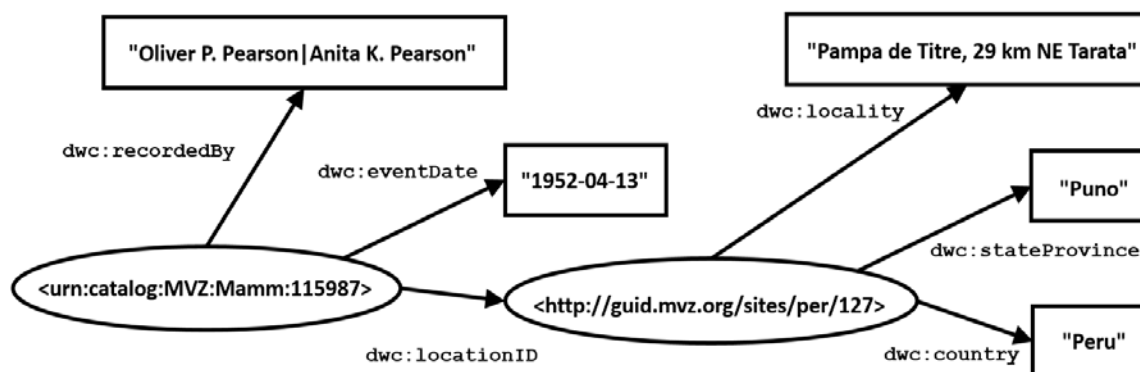 "Oliver P. Pearson|Anita K. Pearson"
"Pampa de Titre, 29 km NE Tarata"
dwc:recordedBy
dwc:locality
dwc:eventDate
"1952-04-13"
"Puno"
dwc:stateProvince
<urn:catalog:MVZ:Mamm:115987>
<http://guid.mvz.org/sites/per/127>
dwc:locationID
dwc:country
"Peru"